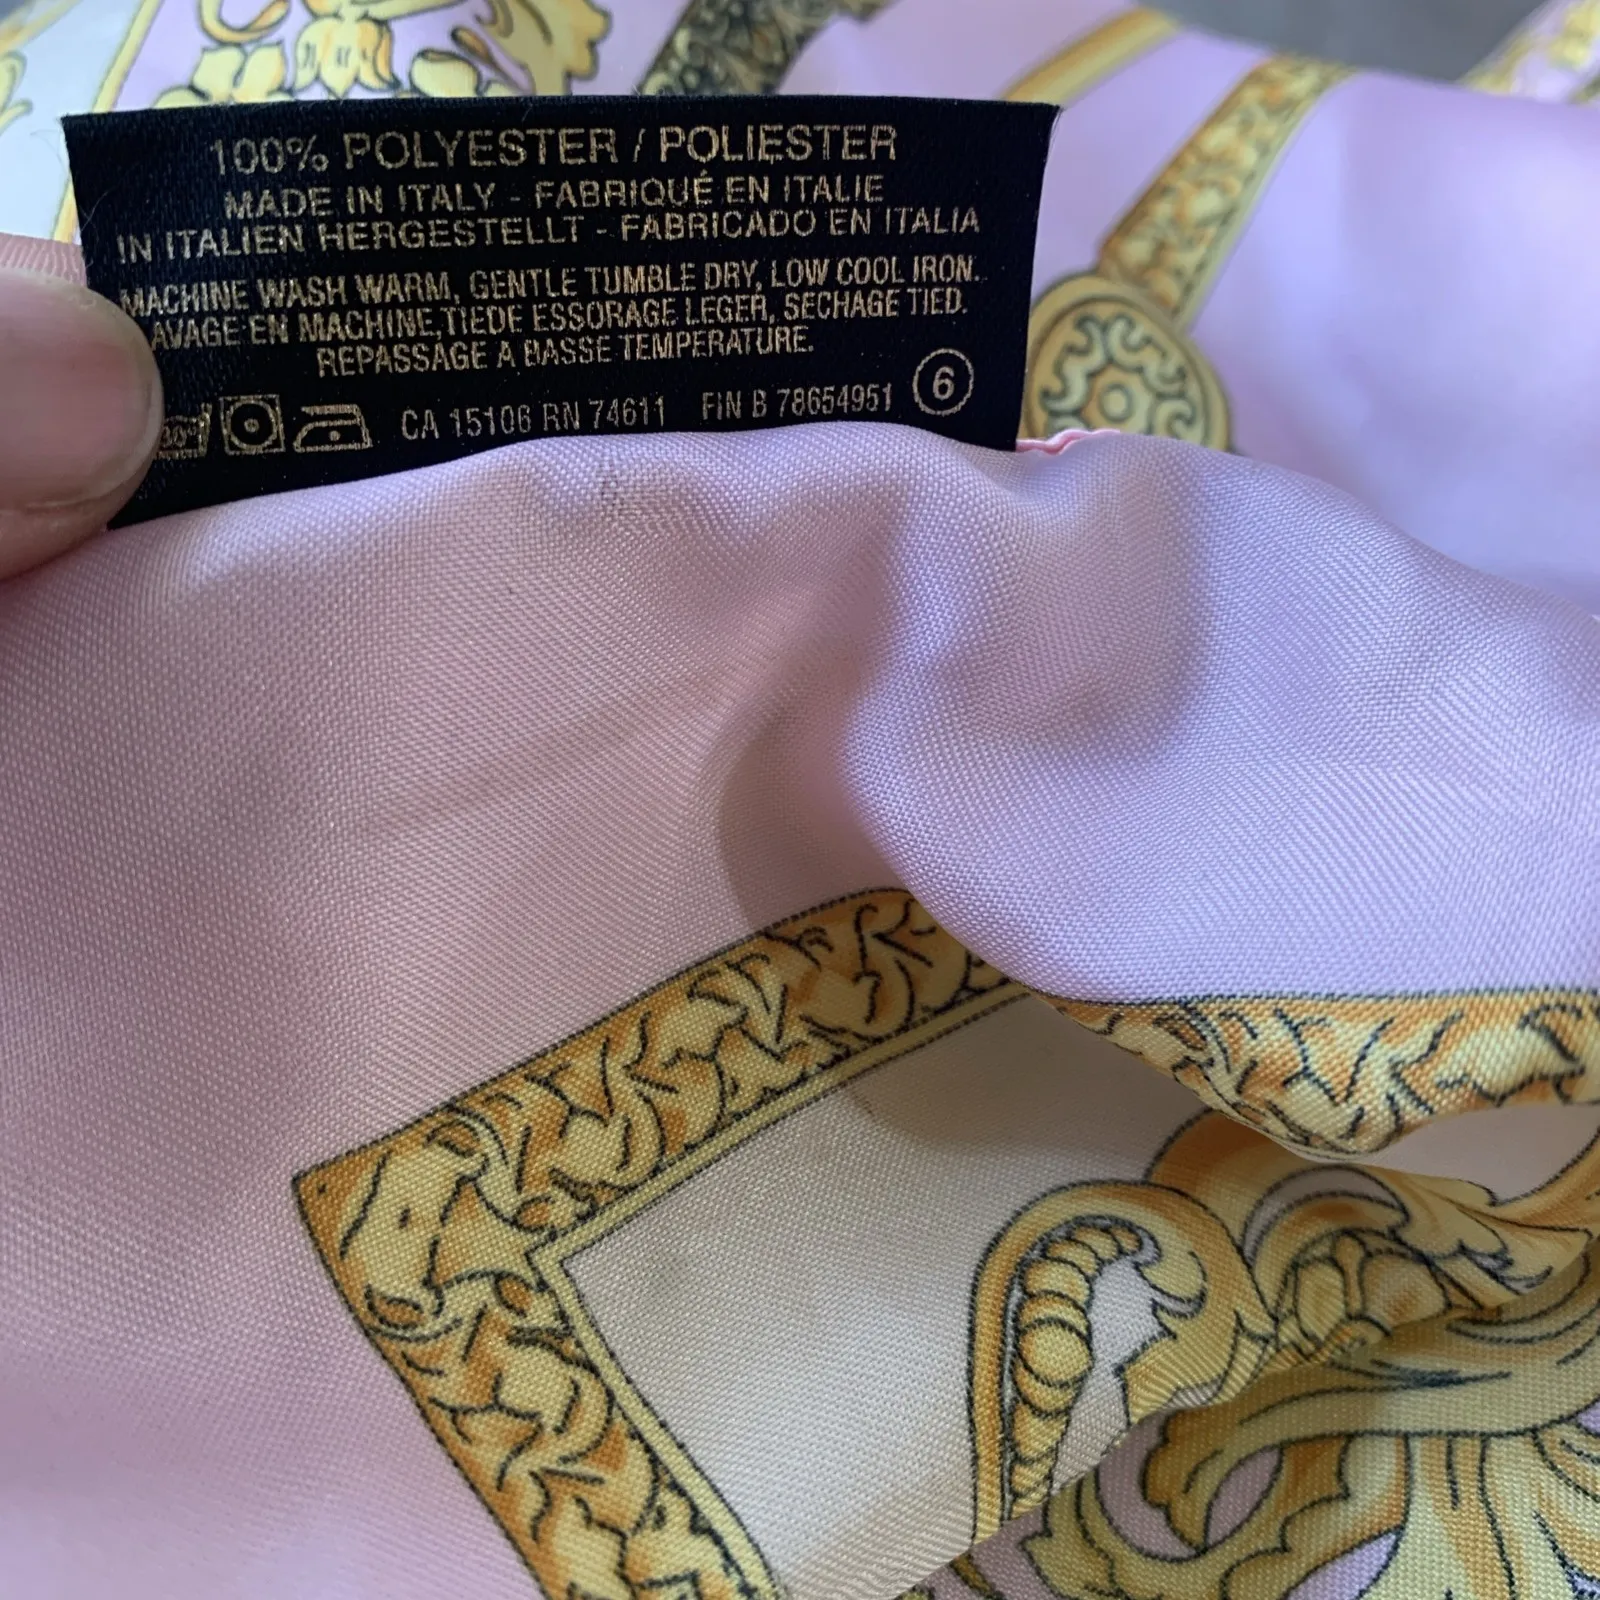 100% POLYESTER / POLIESTER
MADE IN ITALY - FABRIQUÉ EN ITALIE
IN ITALIEN HERGESTELLT - FABRICADO EN ITALIA
MACHINE WASH WARM, GENTLE TUMBLE DRY, LOW COOL IRON.
AVAGE EN MACHINE, TIEDE ESSORAGE LEGER, SECHAGE TIED.
REPASSAGE A BASSE TEMPERATURE.
CA 15106 RN 74611 FIN B 78654951 6